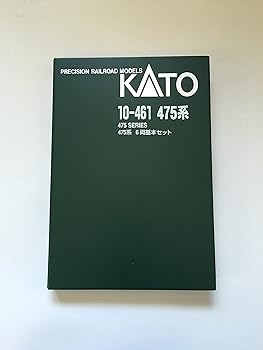 PRECISION RAILROAD MODELS
KATO
10-461 475系
475 SERIES
475系 6両基本セット